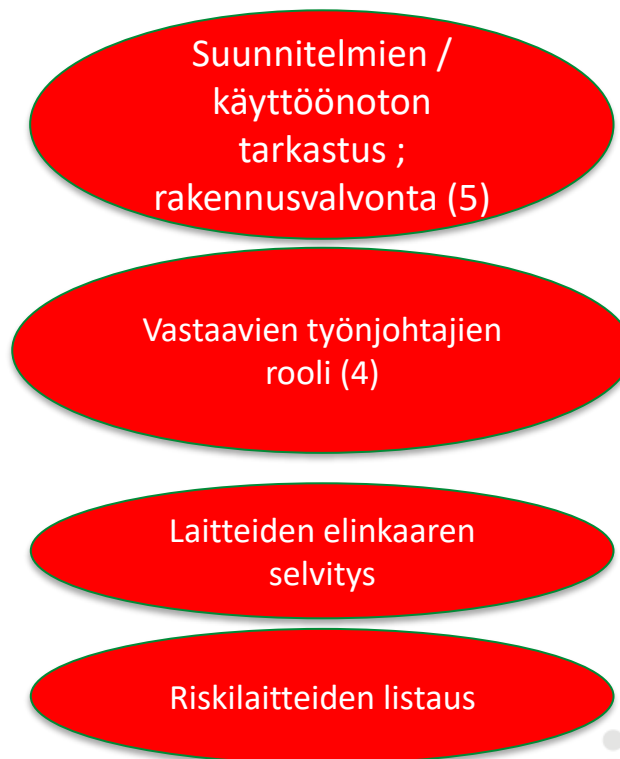 Suunnitelmien /
käyttöönoton
tarkastus ;
rakennusvalvonta (5)
Vastaavien työnjohtajien
rooli (4)
Laitteiden elinkaaren
selvitys
Riskilaitteiden listaus